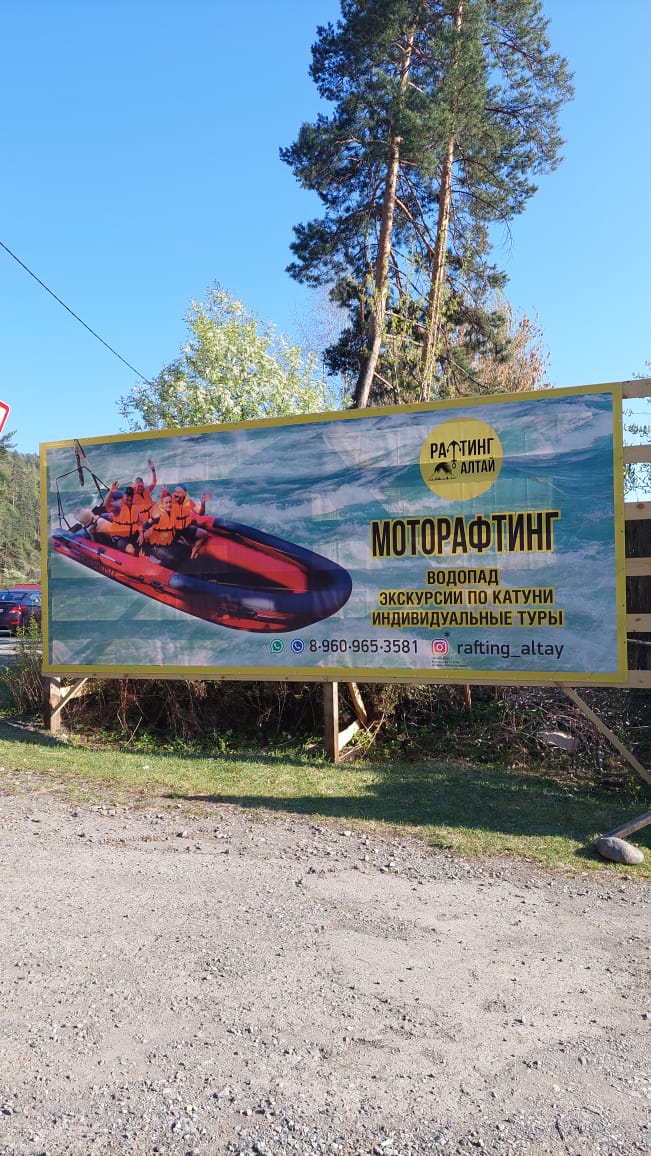 РАФТИНГ
АЛТАЙ
МОТОРАФТИНГ
ВОДОПАД
ЭКСКУРСИИ ПО КАТУНИ
ИНДИВИДУАЛЬНЫЕ ТУРЫ
8-960-965-3581 * rafting_altay